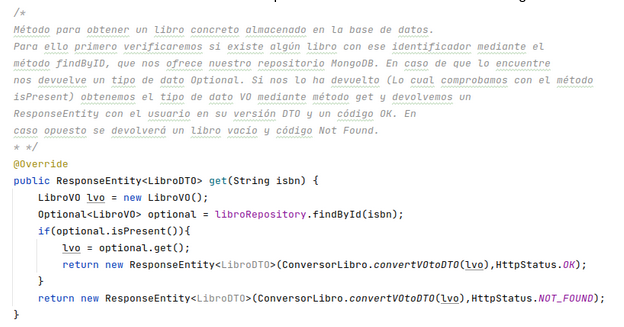 /*
Método para obtener un libro concreto almacenado en la base de datos.
Para ello primero verificaremos si existe algún libro con ese identificador mediante el
método findByID, que nos ofrece nuestro repositorio MongoDB. En caso de que lo encuentre
nos devuelve un tipo de dato Optional. Si nos lo ha devuelto (Lo cual comprobamos con el método
isPresent) obtenemos el tipo de dato VO mediante método get y devolvemos un
ResponseEntity con el usuario en su versión DTO y un código OK. En
caso opuesto se devolverá un libro vacío y código Not Found.
* */
@Override
public ResponseEntity<LibroDTO> get(String isbn) {
LibroVO lvo = new LibroVO();
Optional<LibroVO> optional = libroRepository.findById(isbn);
if(optional.isPresent()){
lvo = optional.get();
return new ResponseEntity<LibroDTO>(ConversorLibro.convertVOtoDTO(lvo),HttpStatus.OK);
}
return new ResponseEntity<LibroDTO>(ConversorLibro.convertVOtoDTO(lvo),HttpStatus.NOT_FOUND);
}